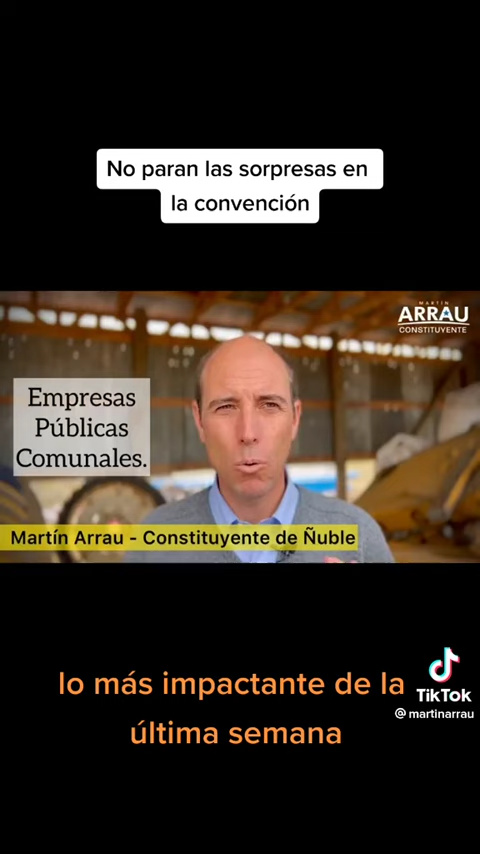 No paran las sorpresas en
la convención
MARTÍN
ARRAU
CONSTITUYENTE
Empresas
Públicas
Comunales.
Martín Arrau - Constituyente de Ñuble
lo más impactante de la
última semana
TikTok
@martinarrau